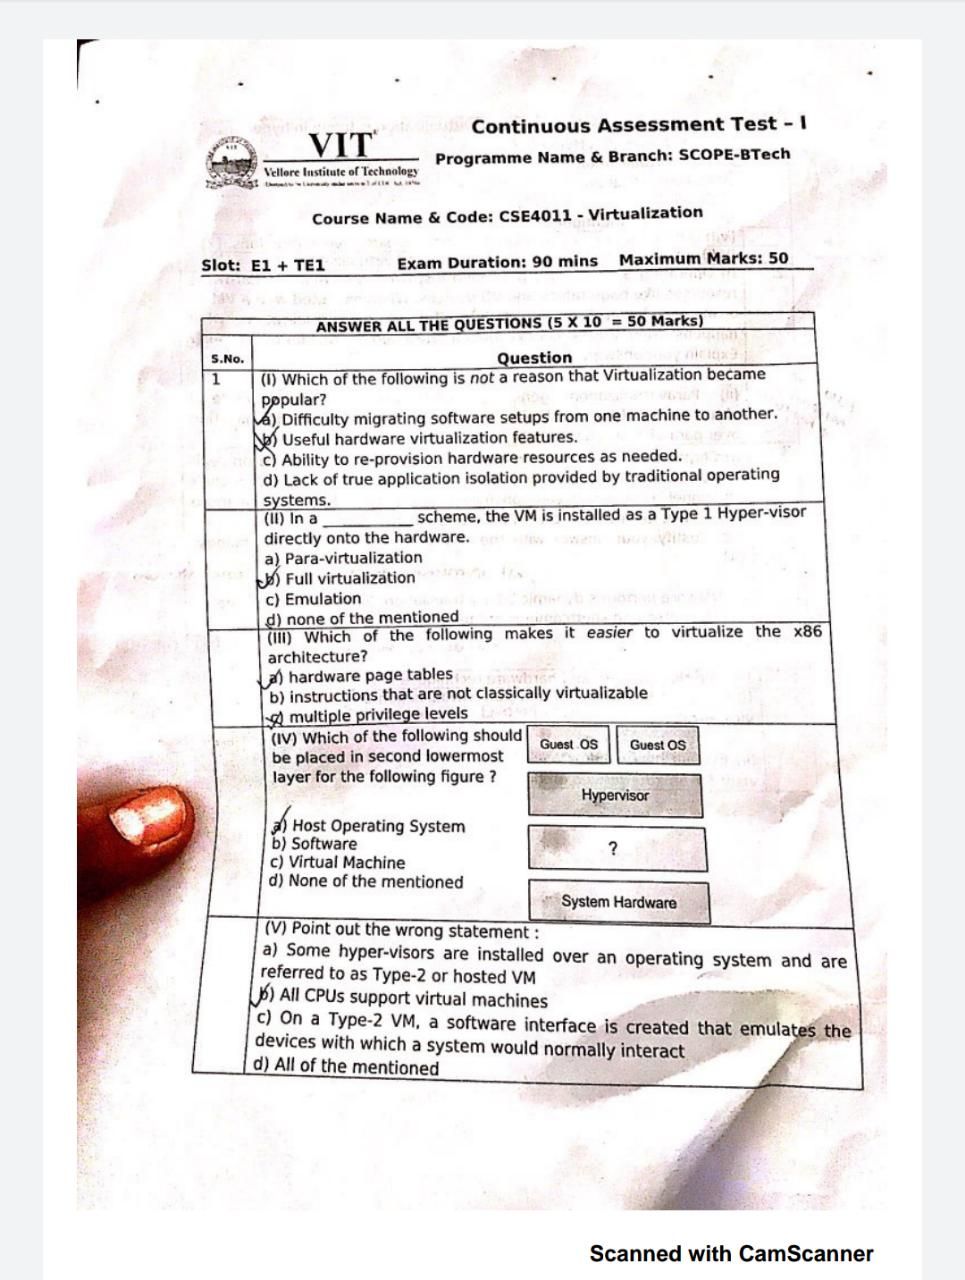 Continuous Assessment Test - I
VIT
Programme Name & Branch: SCOPE-BTech
Vellore Institute of Technology
Course Name & Code: CSE4011 - Virtualization
Slot: E1 + TE1 Exam Duration: 90 mins Maximum Marks: 50
ANSWER ALL THE QUESTIONS (5 X 10 = 50 Marks)
S.No. Question
1 (I) Which of the following is not a reason that Virtualization became
popular?
a) Difficulty migrating software setups from one machine to another.
b) Useful hardware virtualization features.
c) Ability to re-provision hardware resources as needed.
d) Lack of true application isolation provided by traditional operating
systems.
(II) In a __________ scheme, the VM is installed as a Type 1 Hyper-visor
directly onto the hardware.
a) Para-virtualization
b) Full virtualization
c) Emulation
d) none of the mentioned
(III) Which of the following makes it easier to virtualize the x86
architecture?
a) hardware page tables
b) instructions that are not classically virtualizable
c) multiple privilege levels
(IV) Which of the following should
be placed in second lowermost
layer for the following figure ?
a) Host Operating System
b) Software
c) Virtual Machine
d) None of the mentioned
Guest OS Guest OS
Hypervisor
?
System Hardware
(V) Point out the wrong statement :
a) Some hyper-visors are installed over an operating system and are
referred to as Type-2 or hosted VM
b) All CPUs support virtual machines
c) On a Type-2 VM, a software interface is created that emulates the
devices with which a system would normally interact
d) All of the mentioned
Scanned with CamScanner